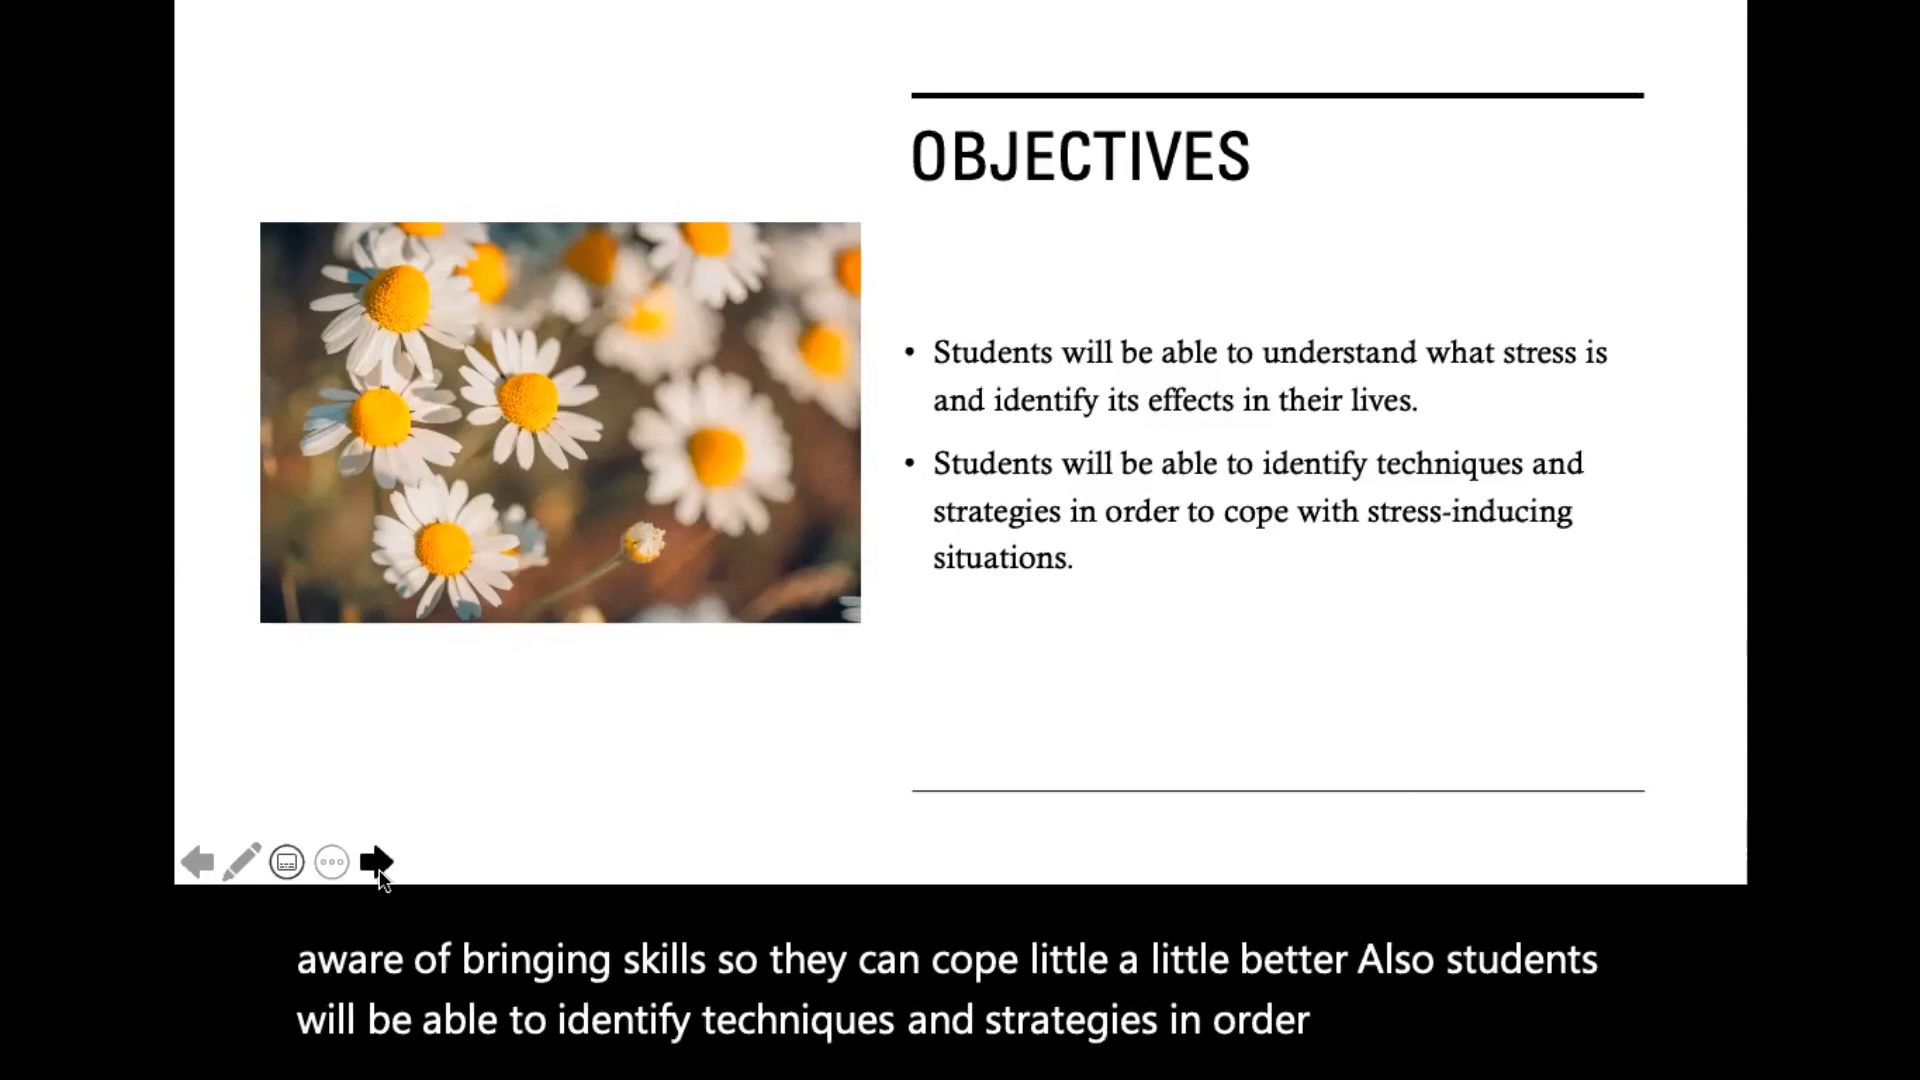 OBJECTIVES
• Students will be able to understand what stress is
and identify its effects in their lives.
• Students will be able to identify techniques and
strategies in order to cope with stress-inducing
situations.
aware of bringing skills so they can cope little a little better Also students
will be able to identify techniques and strategies in order